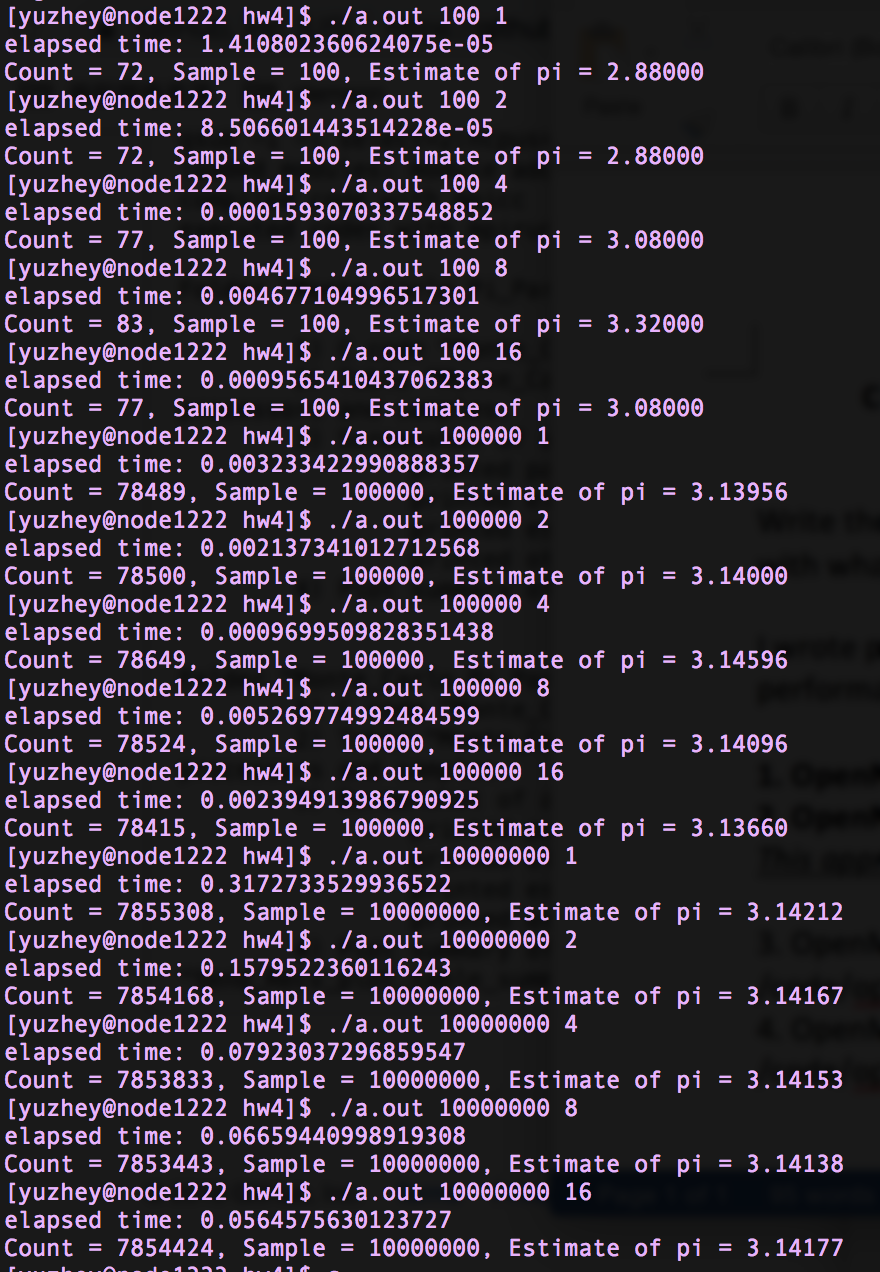 [yuzhey@node1222 hw4]$ ./a.out 100 1
elapsed time: 1.410802360624075e-05
Count = 72, Sample = 100, Estimate of pi = 2.88000
[yuzhey@node1222 hw4]$ ./a.out 100 2
elapsed time: 8.506601443514228e-05
Count = 72, Sample = 100, Estimate of pi = 2.88000
[yuzhey@node1222 hw4]$ ./a.out 100 4
elapsed time: 0.0001593070337548852
Count = 77, Sample = 100, Estimate of pi = 3.08000
[yuzhey@node1222 hw4]$ ./a.out 100 8
elapsed time: 0.004677104996517301
Count = 83, Sample = 100, Estimate of pi = 3.32000
[yuzhey@node1222 hw4]$ ./a.out 100 16
elapsed time: 0.0009565410437062383
Count = 77, Sample = 100, Estimate of pi = 3.08000
[yuzhey@node1222 hw4]$ ./a.out 100000 1
elapsed time: 0.003233422990888357
Count = 78489, Sample = 100000, Estimate of pi = 3.13956
[yuzhey@node1222 hw4]$ ./a.out 100000 2
elapsed time: 0.002137341012712568
Count = 78500, Sample = 100000, Estimate of pi = 3.14000
[yuzhey@node1222 hw4]$ ./a.out 100000 4
elapsed time: 0.0009699509828351438
Count = 78649, Sample = 100000, Estimate of pi = 3.14596
[yuzhey@node1222 hw4]$ ./a.out 100000 8
elapsed time: 0.005269774992484599
Count = 78524, Sample = 100000, Estimate of pi = 3.14096
[yuzhey@node1222 hw4]$ ./a.out 100000 16
elapsed time: 0.002394913986790925
Count = 78415, Sample = 100000, Estimate of pi = 3.13660
[yuzhey@node1222 hw4]$ ./a.out 10000000 1
elapsed time: 0.3172733529936522
Count = 7855308, Sample = 10000000, Estimate of pi = 3.14212
[yuzhey@node1222 hw4]$ ./a.out 10000000 2
elapsed time: 0.1579522360116243
Count = 7854168, Sample = 10000000, Estimate of pi = 3.14167
[yuzhey@node1222 hw4]$ ./a.out 10000000 4
elapsed time: 0.07923037296859547
Count = 7853833, Sample = 10000000, Estimate of pi = 3.14153
[yuzhey@node1222 hw4]$ ./a.out 10000000 8
elapsed time: 0.06659440998919308
Count = 7853443, Sample = 10000000, Estimate of pi = 3.14138
[yuzhey@node1222 hw4]$ ./a.out 10000000 16
elapsed time: 0.0564575630123727
Count = 7854424, Sample = 10000000, Estimate of pi = 3.14177